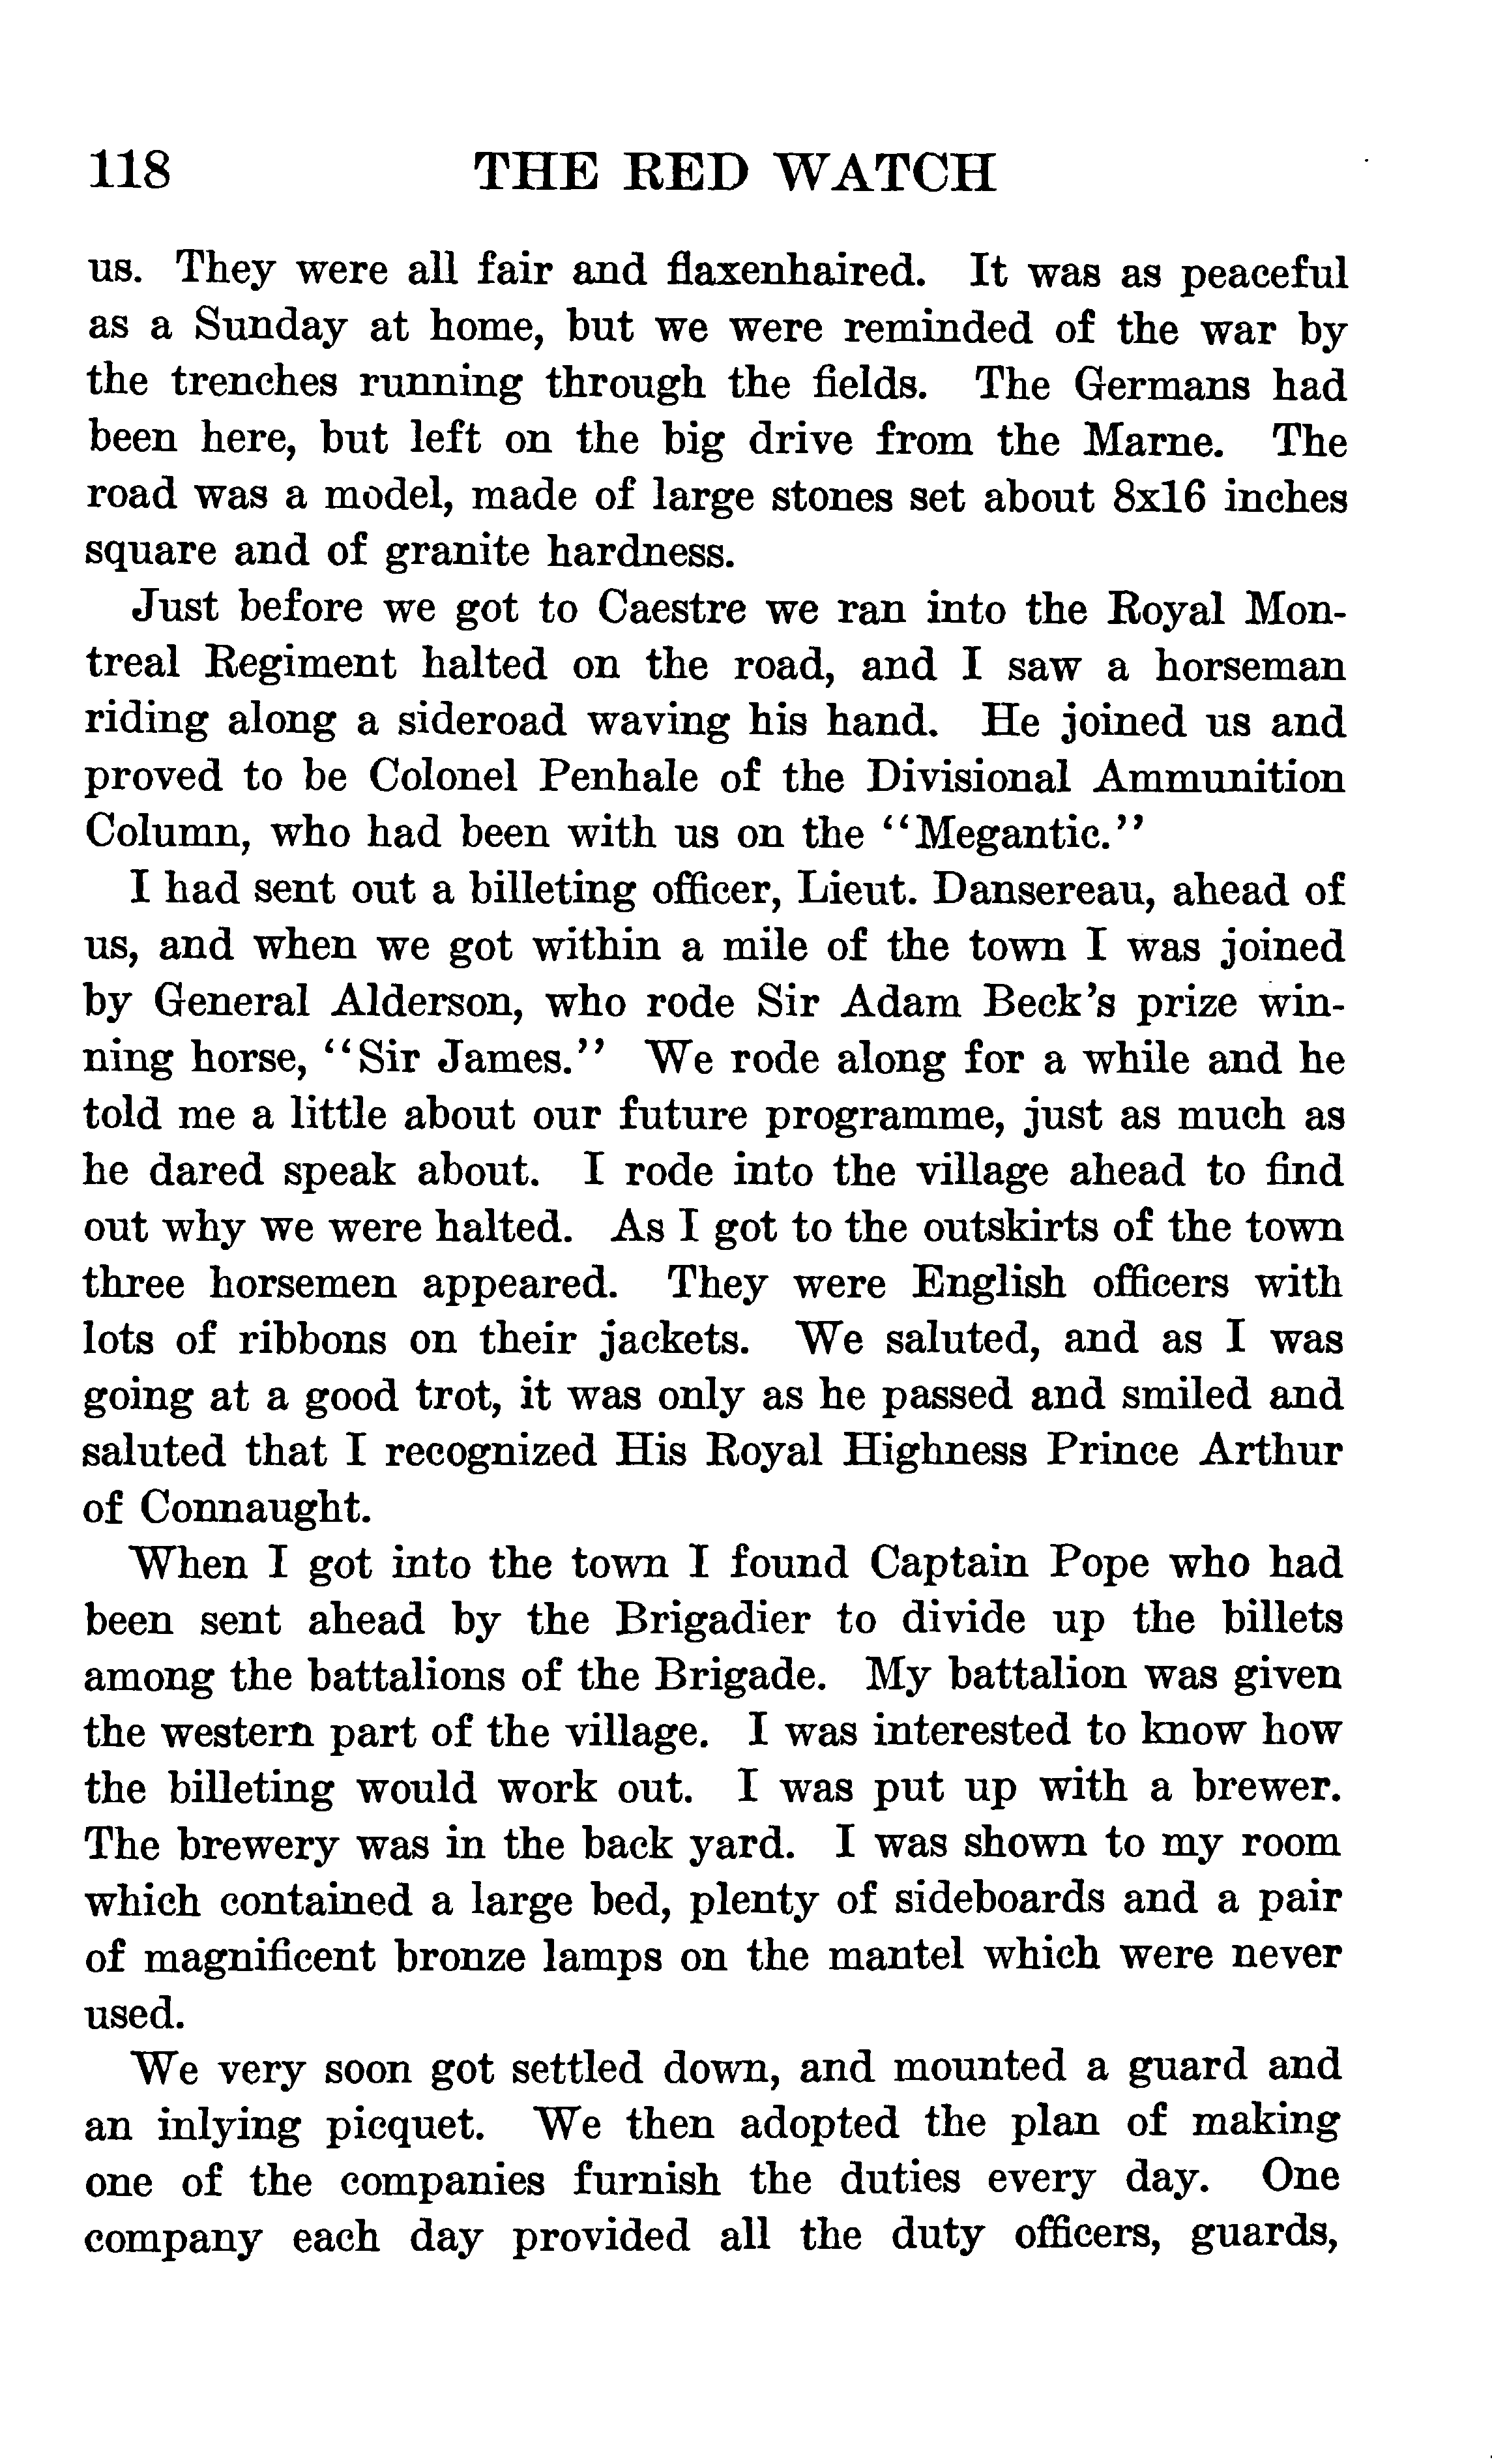 118 THE RED WATCH
us. They were all fair and flaxenhaired. It was as peaceful
as a Sunday at home, but we were reminded of the war by
the trenches running through the fields. The Germans had
been here, but left on the big drive from the Marne. The
road was a model, made of large stones set about 8x16 inches
square and of granite hardness.
Just before we got to Caestre we ran into the Royal Mon-
treal Regiment halted on the road, and I saw a horseman
riding along a sideroad waving his hand. He joined us and
proved to be Colonel Penhale of the Divisional Ammunition
Column, who had been with us on the "Megantic."
I had sent out a billeting officer, Lieut. Dansereau, ahead of
us, and when we got within a mile of the town I was joined
by General Alderson, who rode Sir Adam Beck's prize win-
ning horse, "Sir James." We rode along for a while and he
told me a little about our future programme, just as much as
he dared speak about. I rode into the village ahead to find
out why we were halted. As I got to the outskirts of the town
three horsemen appeared. They were English officers with
lots of ribbons on their jackets. We saluted, and as I was
going at a good trot, it was only as he passed and smiled and
saluted that I recognized His Royal Highness Prince Arthur
of Connaught.
When I got into the town I found Captain Pope who had
been sent ahead by the Brigadier to divide up the billets
among the battalions of the Brigade. My battalion was given
the western part of the village. I was interested to know how
the billeting would work out. I was put up with a brewer.
The brewery was in the back yard. I was shown to my room
which contained a large bed, plenty of sideboards and a pair
of magnificent bronze lamps on the mantel which were never
used.
We very soon got settled down, and mounted a guard and
an inlying picquet. We then adopted the plan of making
one of the companies furnish the duties every day. One
company each day provided all the duty officers, guards,